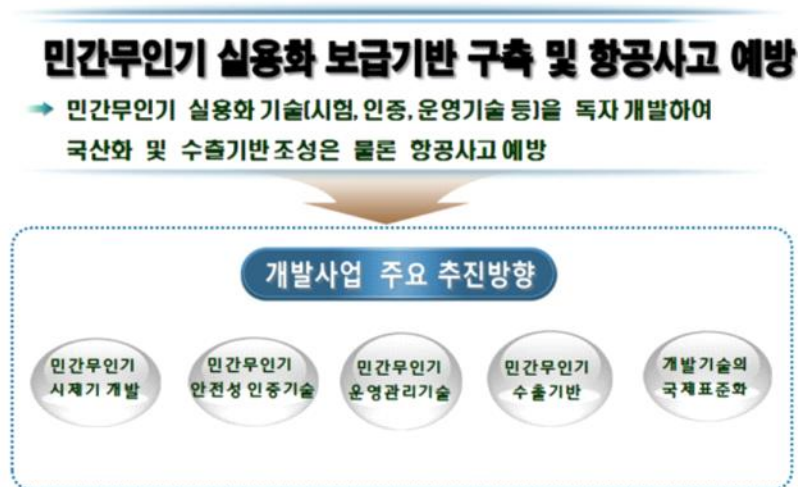 민간무인기 실용화 보급기반 구축 및 항공사고 예방
민간무인기 실용화 기술(시험, 인증, 운영기술 등)을 독자 개발하여
국산화 및 수출기반 조성은 물론 항공사고 예방
개발사업 주요 추진방향
민간무인기
시제기 개발
민간무인기
안전성 인증기술
민간무인기
운영관리기술
민간무인기
수출기반
개발기술의
국제표준화